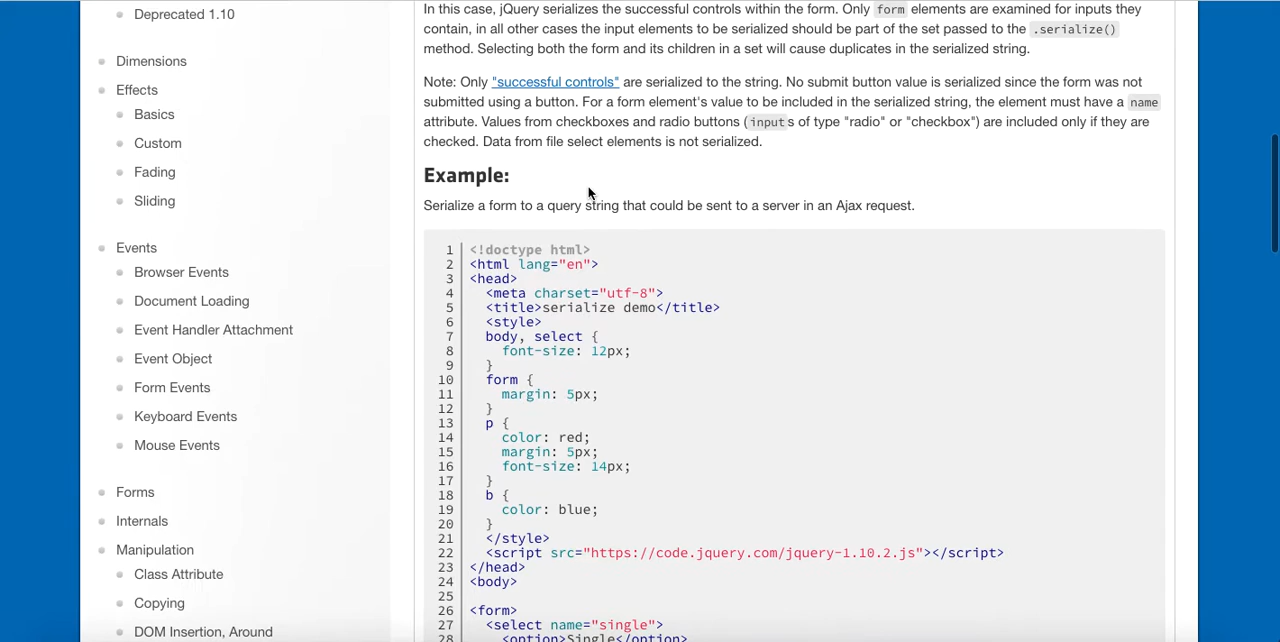 Deprecated 1.10
Dimensions
Effects
Basics
Custom
Fading
Sliding
Events
Browser Events
Document Loading
Event Handler Attachment
Event Object
Form Events
Keyboard Events
Mouse Events
Forms
Internals
Manipulation
Class Attribute
Copying
DOM Insertion, Around
In this case, jQuery serializes the successful controls within the form. Only form elements are examined for inputs they
contain, in all other cases the input elements to be serialized should be part of the set passed to the .serialize()
method. Selecting both the form and its children in a set will cause duplicates in the serialized string.
Note: Only "successful controls" are serialized to the string. No submit button value is serialized since the form was not
submitted using a button. For a form element's value to be included in the serialized string, the element must have a name
attribute. Values from checkboxes and radio buttons (inputs of type "radio" or "checkbox") are included only if they are
checked. Data from file select elements is not serialized.
Example:
Serialize a form to a query string that could be sent to a server in an Ajax request.
1 <!doctype html>
2 <html lang="en">
3 <head>
4 <meta charset="utf-8">
5 <title>serialize demo</title>
6 <style>
7 body, select {
8 font-size: 12px;
9 }
10 form {
11 margin: 5px;
12 }
13 p {
14 color: red;
15 margin: 5px;
16 font-size: 14px;
17 }
18 b {
19 color: blue;
20 }
21 </style>
22 <script src="https://code.jquery.com/jquery-1.10.2.js"></script>
23 </head>
24 <body>
25
26 <form>
27 <select name="single">
28 <option>Single</option>